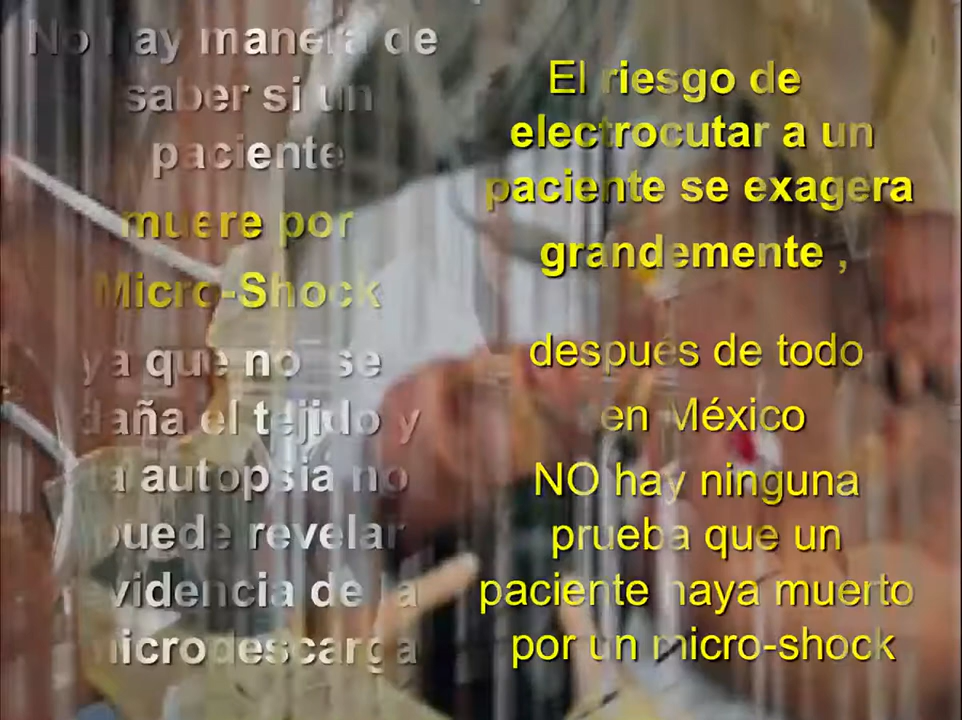 No hay manera de
saber si un
paciente
muere por
Micro-Shock
ya que no se
daña el tejido y
la autopsia no
puede revelar
evidencia de la
microdescarga
El riesgo de
electrocutar a un
paciente se exagera
grandemente ,
después de todo
en México
NO hay ninguna
prueba que un
paciente haya muerto
por un micro-shock